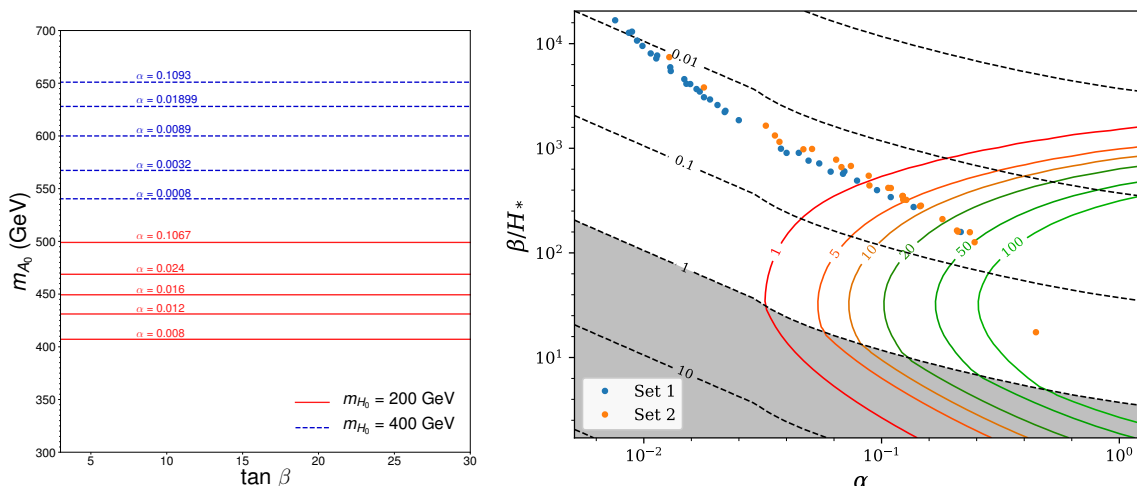 700
650
600
550
500
450
400
350
300
m_{A_0} (GeV)
α = 0.1093
α = 0.01899
α = 0.0089
α = 0.0032
α = 0.0008
α = 0.1067
α = 0.024
α = 0.016
α = 0.012
α = 0.008
m_{H_0} = 200 GeV
m_{H_0} = 400 GeV
5 10 15 20 25 30
tan β
10^4
10^3
10^2
10^1
β/H_*
0.01
0.1
1
10
1
5
10
20
50
100
Set 1
Set 2
10^{-2} 10^{-1} 10^0
α